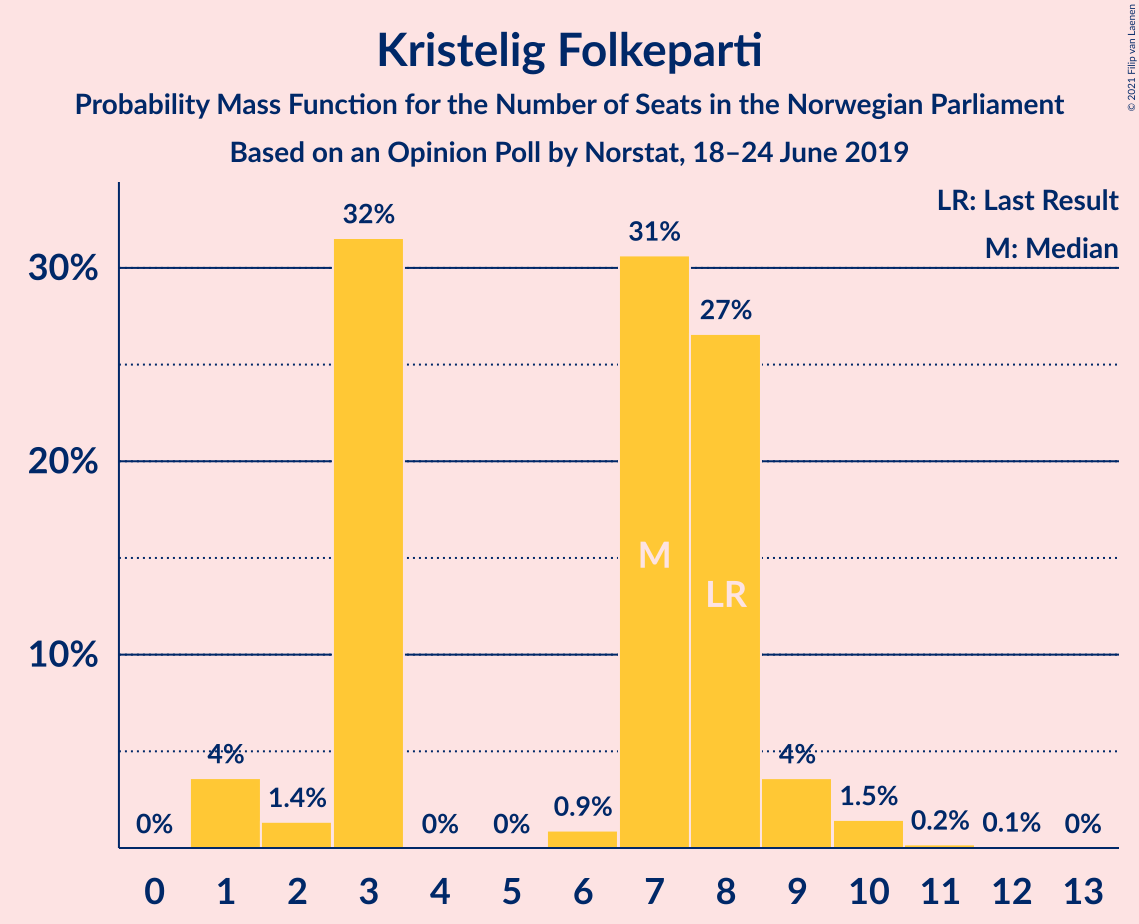 Kristelig Folkeparti
Probability Mass Function for the Number of Seats in the Norwegian Parliament
Based on an Opinion Poll by Norstat, 18–24 June 2019
© 2021 Filip van Laenen
LR: Last Result
M: Median
30%
20%
10%
0%
4%
1.4%
32%
0%
0%
0.9%
31%
27%
4%
1.5%
0.2%
0.1%
0%
M
LR
0 1 2 3 4 5 6 7 8 9 10 11 12 13